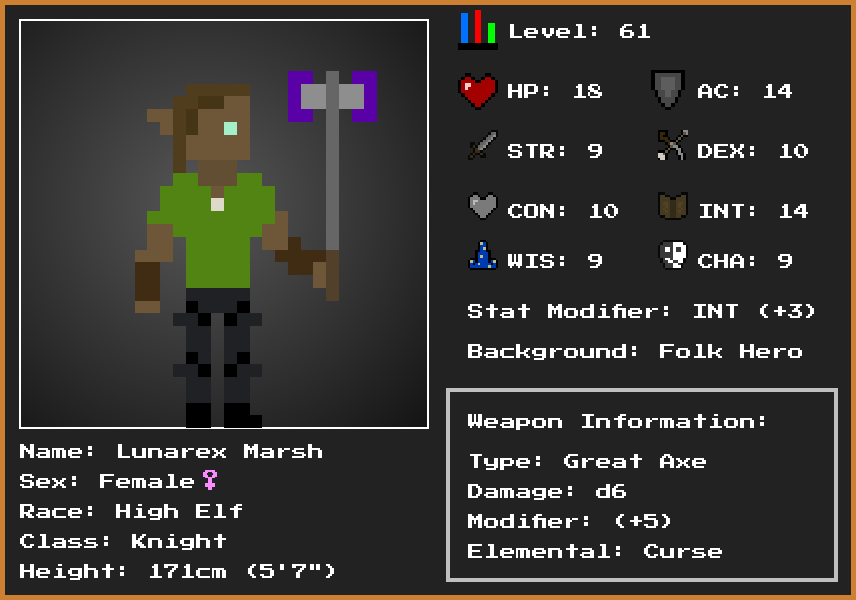 Level: 61
HP: 18
AC: 14
STR: 9
DEX: 10
CON: 10
INT: 14
WIS: 9
CHA: 9
Stat Modifier: INT (+3)
Background: Folk Hero
Weapon Information:
Type: Great Axe
Damage: d6
Modifier: (+5)
Elemental: Curse
Name: Lunarex Marsh
Sex: Female♀
Race: High Elf
Class: Knight
Height: 171cm (5'7")